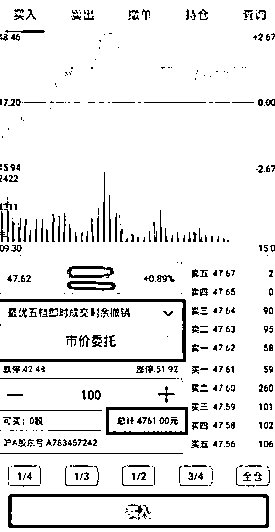 买入 卖出 撤单 持仓 查询
48.46 +2.67
47.20 0.00
45.94 -2.67
2422
1211
09:30 15:0
47.62 +0.89%
卖五 47.67 2
卖四 47.65 0
最优五档即时成交剩余撤销
卖三 47.64 90
市价委托
卖二 47.63 95
卖一 47.62 58
跌停:42.48 涨停:51.92
买一 47.61 59
— 100 +
买二 47.60 260
买三 47.59 101
可买: 0股 总计 4761.00元
买四 47.58 102
沪A股东号 A783457242
买五 47.56 106
1/4 1/3 1/2 3/4 全仓
买入